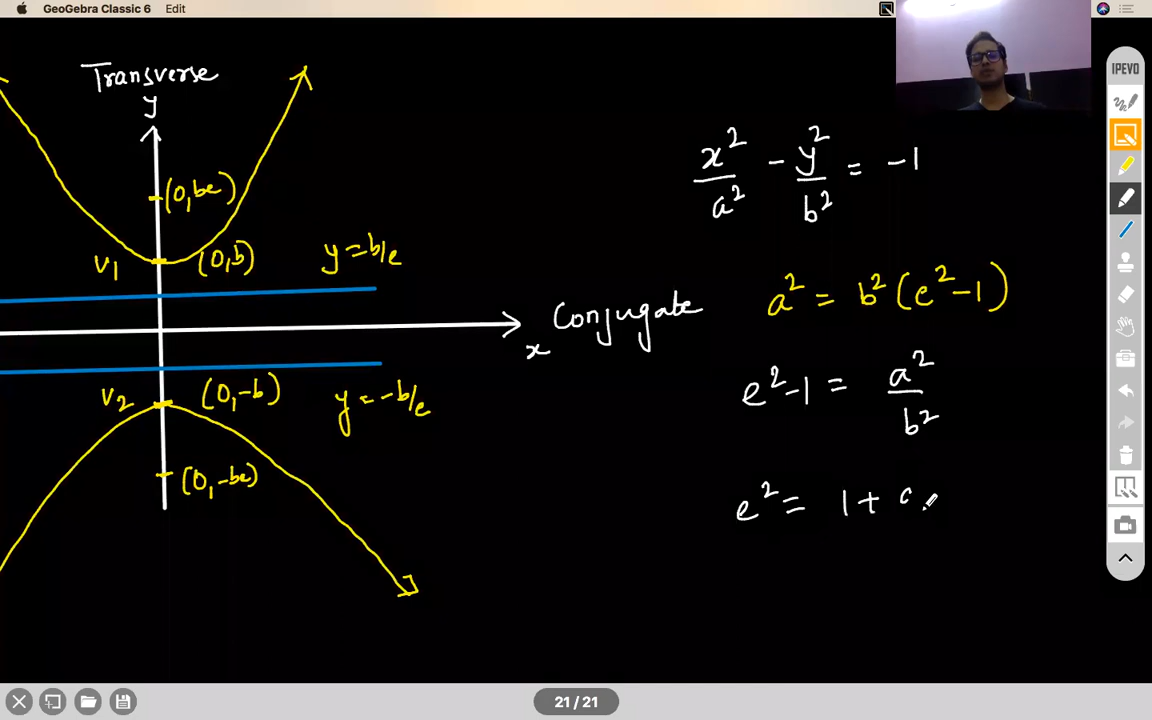 GeoGebra Classic 6 Edit
IPEVO
Transverse
y
(0, be)
V1 (0, b) y = b/e
x Conjugate
V2 (0, -b) y = -b/e
(0, -be)
x²/a² - y²/b² = -1
a² = b² (e² - 1)
e² - 1 = a²/b²
e² = 1 +
21 / 21